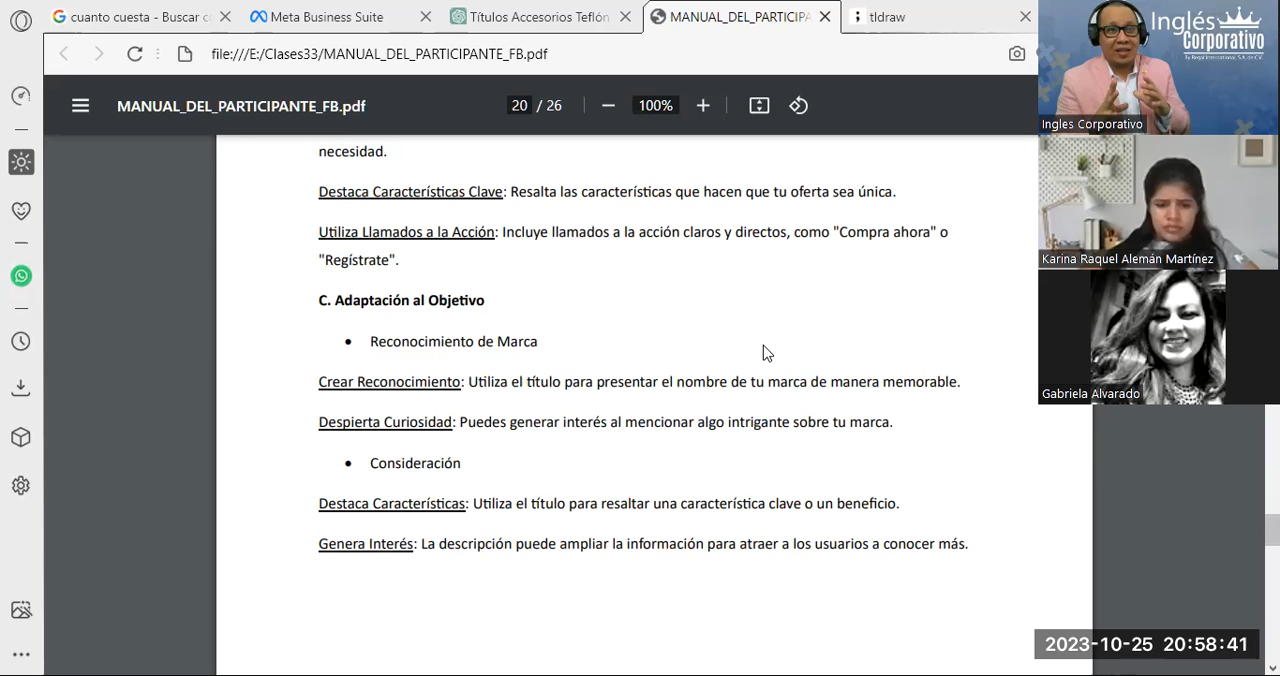 cuanto cuesta - Buscar c
Meta Business Suite
Títulos Accesorios Teflón
MANUAL_DEL_PARTICIPA
tldraw
file:///E:/Clases33/MANUAL_DEL_PARTICIPANTE_FB.pdf
MANUAL_DEL_PARTICIPANTE_FB.pdf
20 / 26
100%
necesidad.
Destaca Características Clave: Resalta las características que hacen que tu oferta sea única.
Utiliza Llamados a la Acción: Incluye llamados a la acción claros y directos, como "Compra ahora" o
"Regístrate".
C. Adaptación al Objetivo
• Reconocimiento de Marca
Crear Reconocimiento: Utiliza el título para presentar el nombre de tu marca de manera memorable.
Despierta Curiosidad: Puedes generar interés al mencionar algo intrigante sobre tu marca.
• Consideración
Destaca Características: Utiliza el título para resaltar una característica clave o un beneficio.
Genera Interés: La descripción puede ampliar la información para atraer a los usuarios a conocer más.
Inglés
Corporativo
Ty Regal International, S.A. de C.V.
Ingles Corporativo
Karina Raquel Alemán Martínez
Gabriela Alvarado
2023-10-25 20:58:41